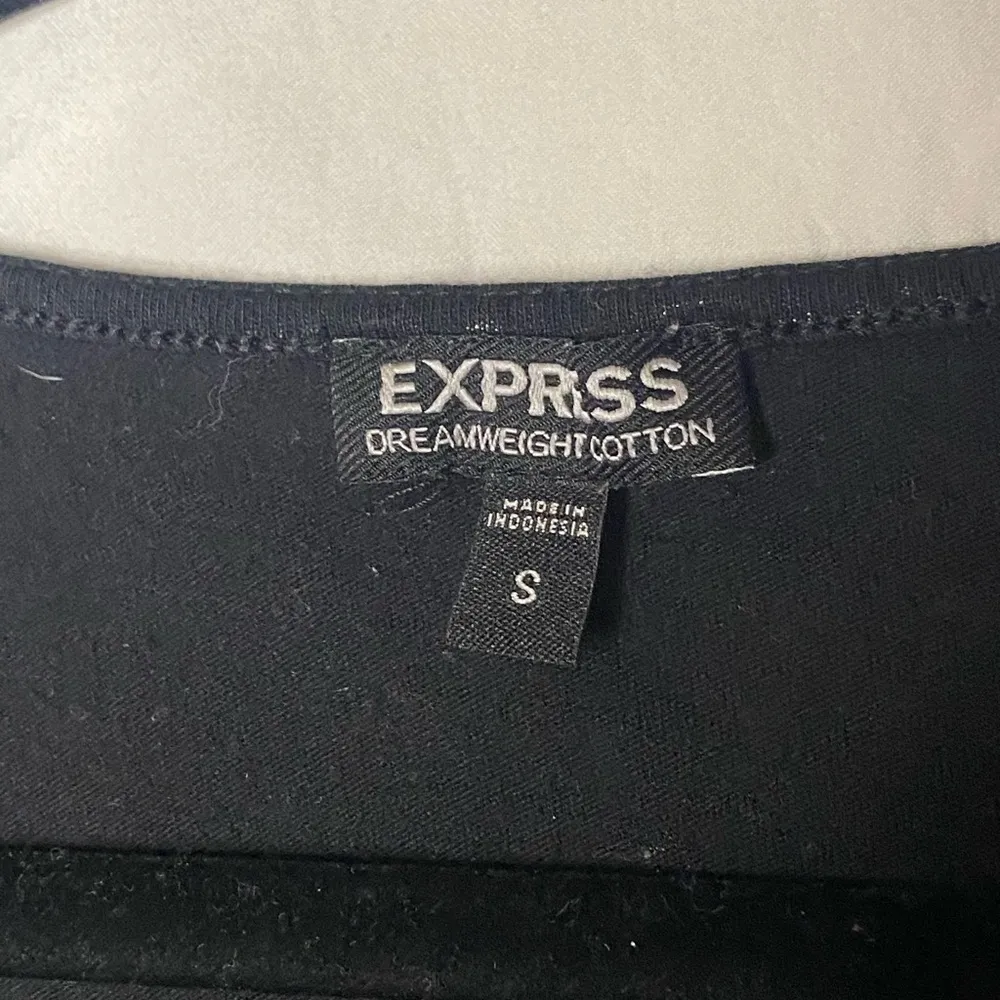 EXPRESS
DREAMWEIGHT COTTON
MADE IN
INDONESIA
S